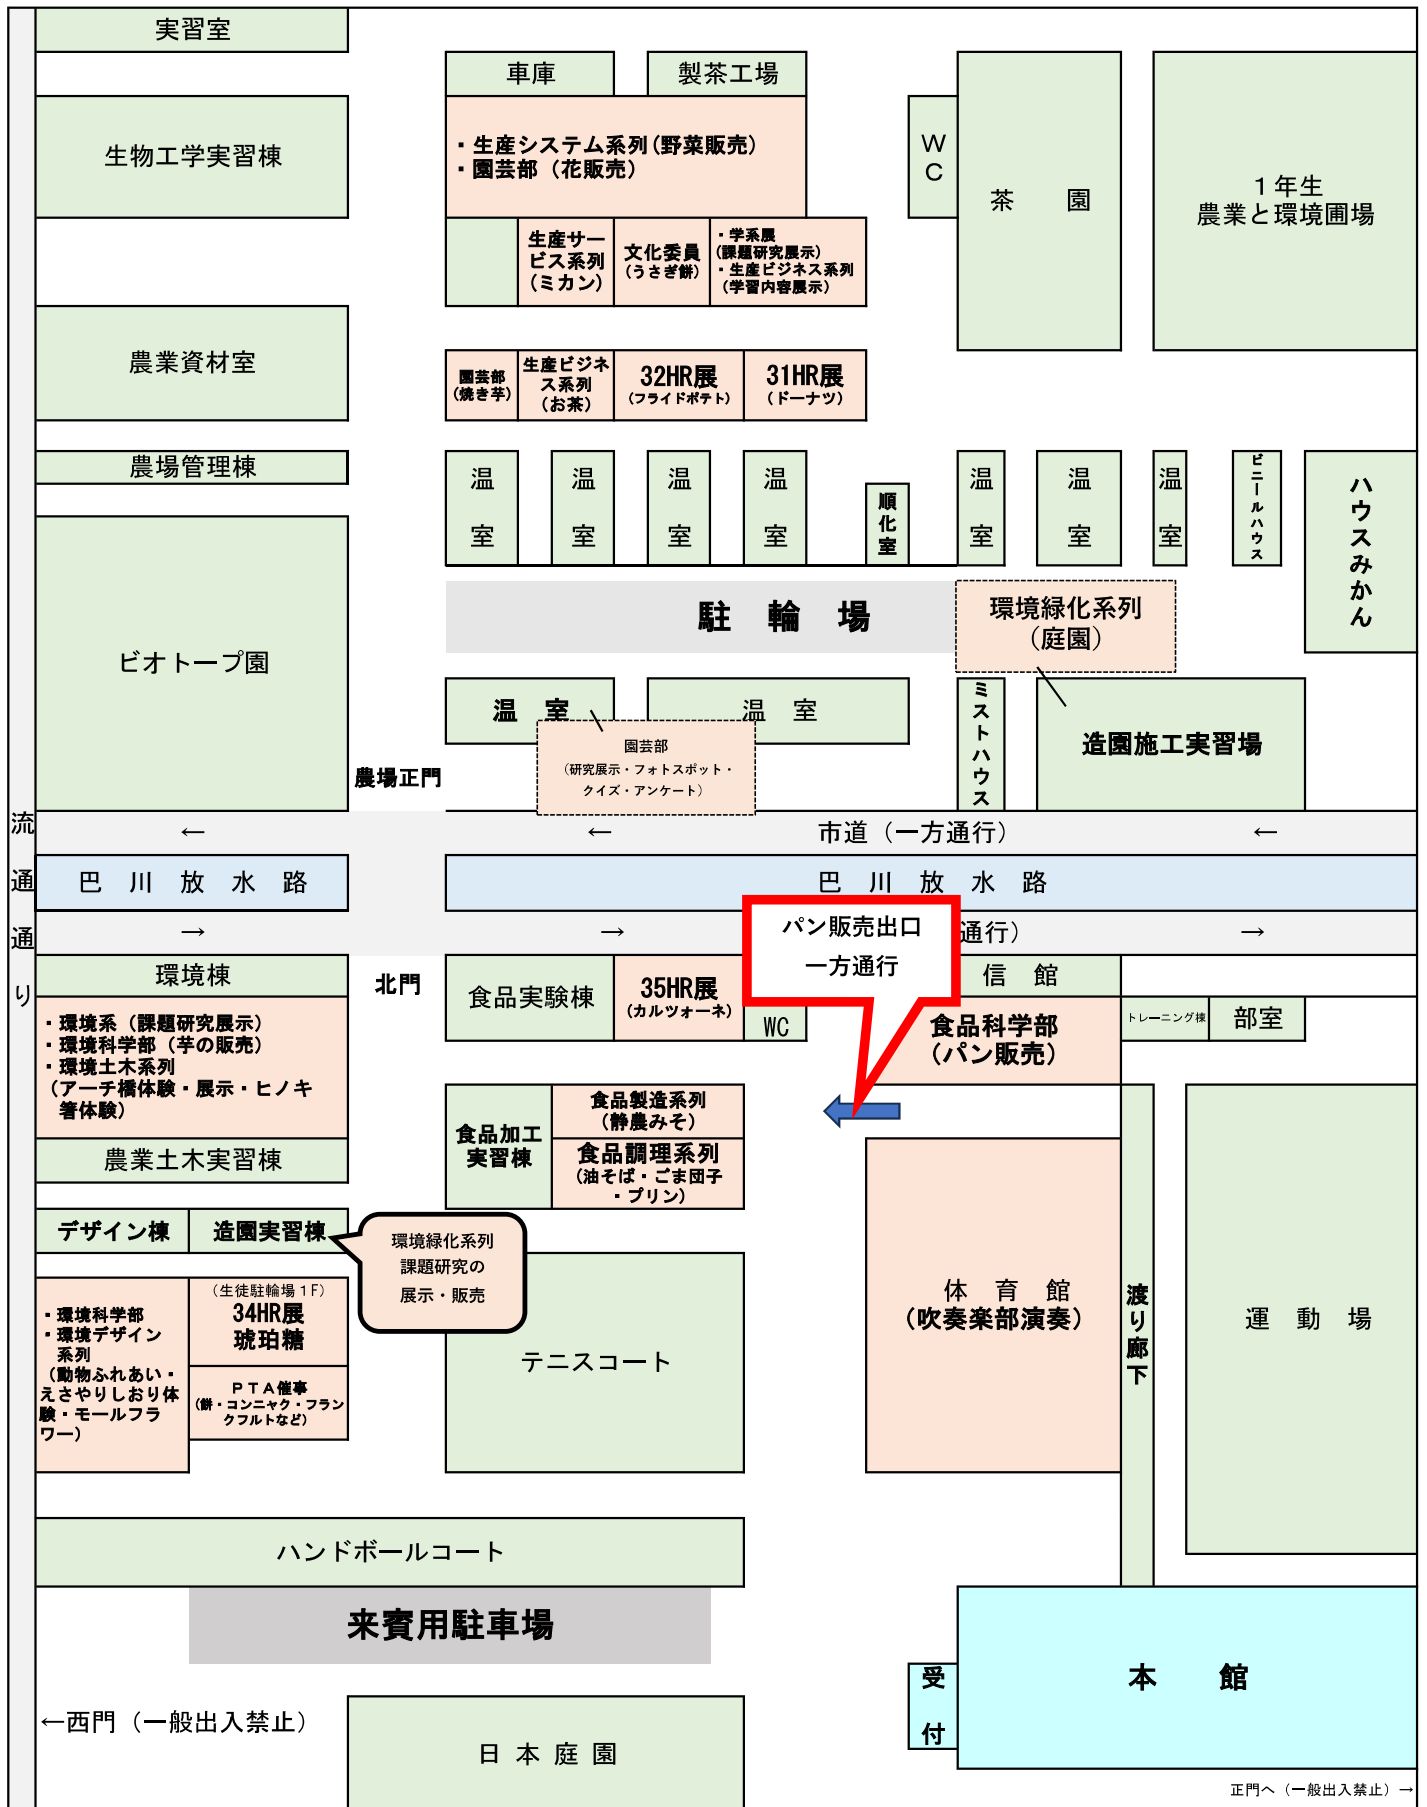 実習室
車庫
製茶工場
生物工学実習棟
・生産システム系列(野菜販売)
・園芸部（花販売）
Ｗ
Ｃ
茶　園
１年生
農業と環境圃場
生産サー
ビス系列
(ミカン)
文化委員
(うさぎ餅)
・学系展
(課題研究展示)
・生産ビジネス系列
（学習内容展示）
農業資材室
園芸部
(焼き芋)
生産ビジネ
ス系列
（お茶）
32HR展
(フライドポテト)
31HR展
(ドーナツ)
農場管理棟
温室
温室
温室
温室
順化室
温室
温室
温室
ビニールハウス
ハウスみかん
駐　輪　場
環境緑化系列
（庭園）
ビオトープ園
温　室
温　室
ミストハウス
造園施工実習場
園芸部
（研究展示・フォトスポット・
クイズ・アンケート）
農場正門
流通通り
←
←
市道（一方通行）
←
巴　川　放　水　路
巴　川　放　水　路
→
→
通行）
→
パン販売出口
一方通行
環境棟
北門
食品実験棟
35HR展
(カルツォーネ)
WC
信　館
食品科学部
（パン販売）
トレーニング棟
部室
・環境系（課題研究展示）
・環境科学部（芋の販売）
・環境土木系列
（アーチ橋体験・展示・ヒノキ
箸体験）
農業土木実習棟
食品加工
実習棟
食品製造系列
(静農みそ)
食品調理系列
(油そば・ごま団子
・プリン)
デザイン棟
造園実習棟
環境緑化系列
課題研究の
展示・販売
・環境科学部
・環境デザイン
系列
（動物ふれあい・
えさやりしおり体
験・モールフラ
ワー）
（生徒駐輪場１F）
34HR展
琥珀糖
ＰＴＡ催事
(餅・コンニャク・フラン
クフルトなど)
テニスコート
体　育　館
（吹奏楽部演奏）
渡り廊下
運　動　場
ハンドボールコート
来賓用駐車場
受付
本　館
←西門（一般出入禁止）
日 本 庭 園
正門へ（一般出入禁止）→